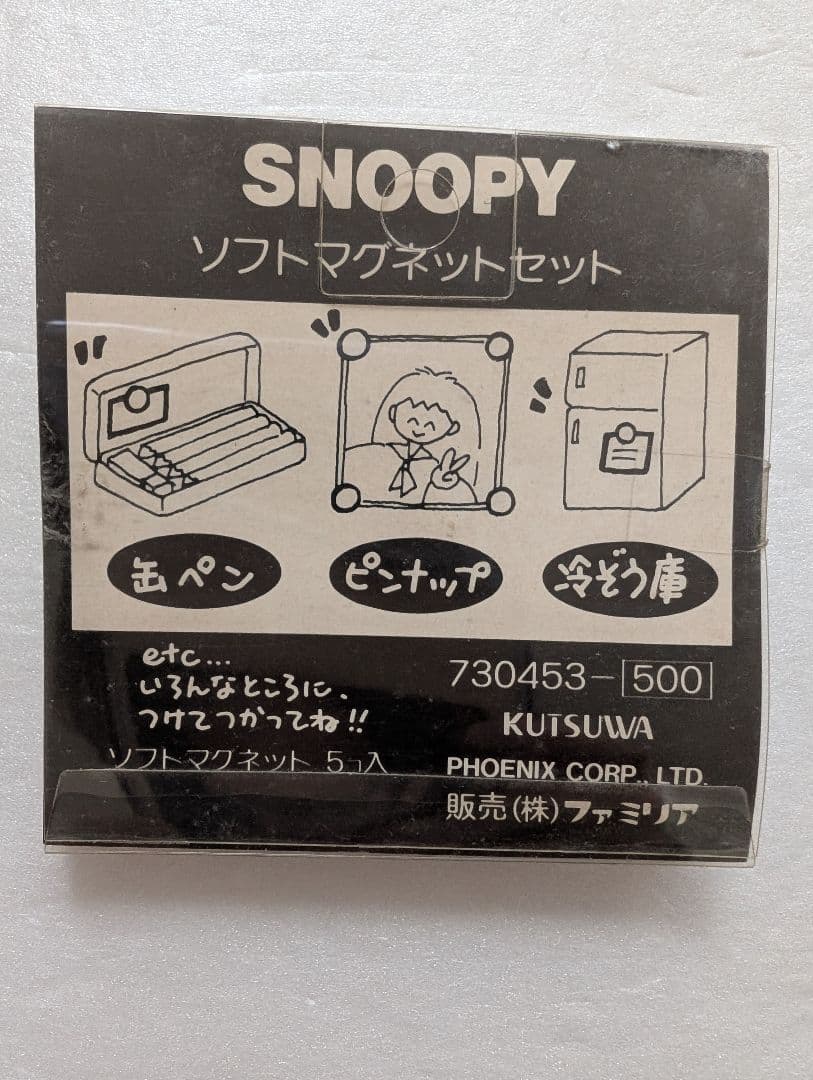 SNOOPY
ソフトマグネットセット
缶ペン
ピンナップ
冷ぞう庫
etc...
いろんなところに、
つけてつかってね!!
ソフトマグネット 5コ入
730453-500
KUTSUWA
PHOENIX CORP., LTD.
販売(株)ファミリア